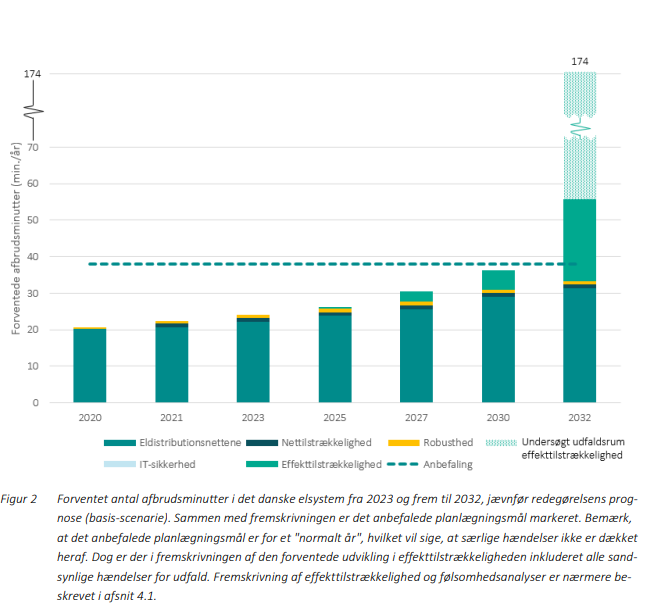 174
174
70
60
50
40
30
20
10
0
Forventede afbrudsminutter (min./år)
2020 2021 2023 2025 2027 2030 2032
Eldistributionsnettene Nettilstrækkelighed Robusthed Undersøgt udfaldsrum
effekttilstrækkelighed
IT-sikkerhed Effekttilstrækkelighed Anbefaling
Figur 2 Forventet antal afbrudsminutter i det danske elsystem fra 2023 og frem til 2032, jævnfør redegørelsens prog-
nose (basis-scenarie). Sammen med fremskrivningen er det anbefalede planlægningsmål markeret. Bemærk,
at det anbefalede planlægningsmål er for et "normalt år", hvilket vil sige, at særlige hændelser ikke er dækket
heraf. Dog er der i fremskrivningen af den forventede udvikling i effekttilstrækkeligheden inkluderet alle sand-
synlige hændelser for udfald. Fremskrivning af effekttilstrækkelighed og følsomhedsanalyser er nærmere be-
skrevet i afsnit 4.1.